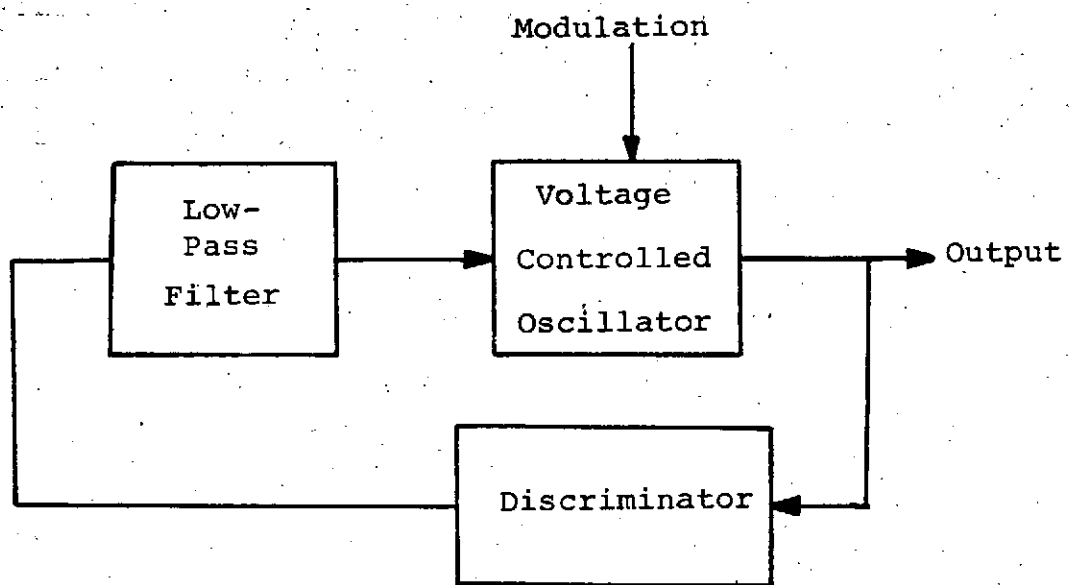 Modulation
Low-
Pass
Filter
Voltage
Controlled
Oscillator
Output
Discriminator